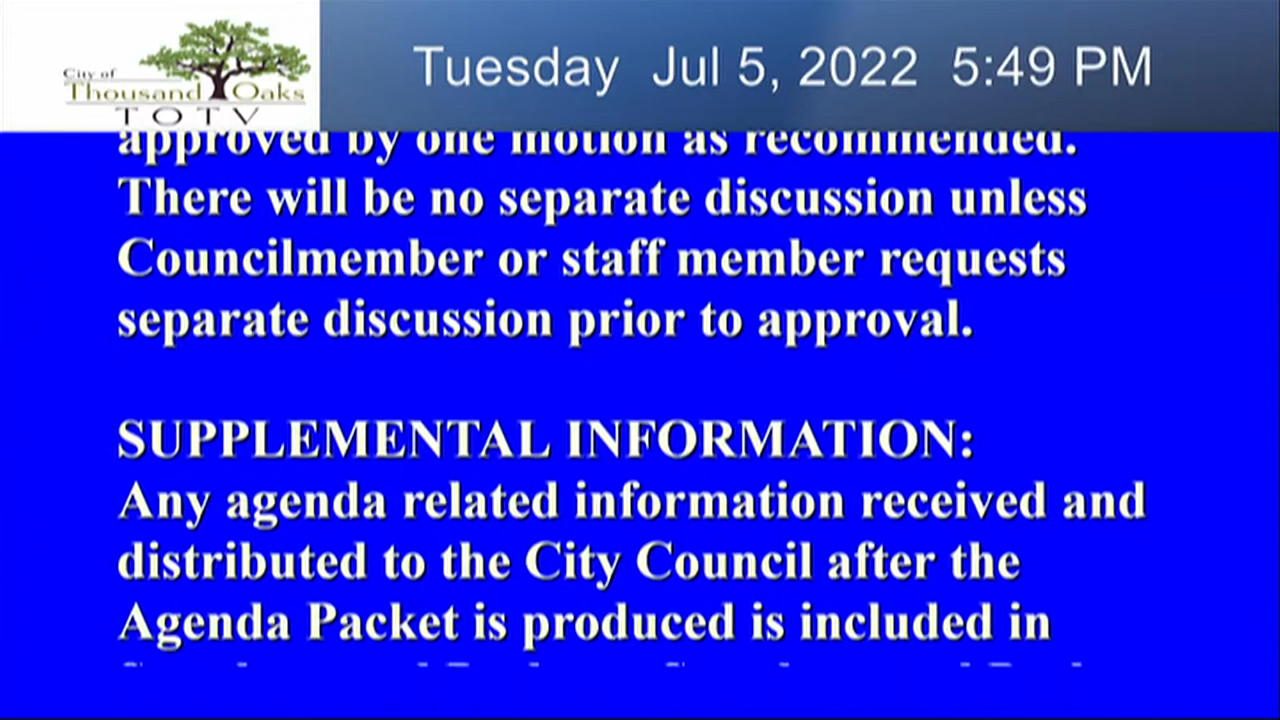 City of
Thousand Oaks
TOTV
Tuesday Jul 5, 2022 5:49 PM
approved by one motion as recommended.
There will be no separate discussion unless
Councilmember or staff member requests
separate discussion prior to approval.
SUPPLEMENTAL INFORMATION:
Any agenda related information received and
distributed to the City Council after the
Agenda Packet is produced is included in